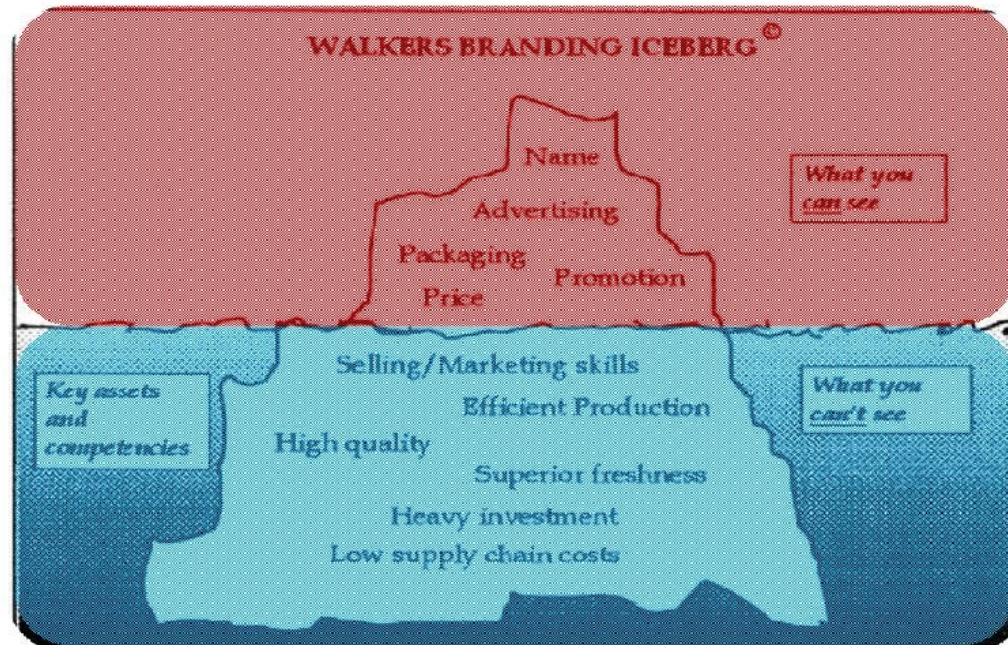 WALKERS BRANDING ICEBERG ©
Name
What you
can see
Advertising
Packaging
Promotion
Price
Selling/Marketing skills
Key assets
and
competencies
What you
can't see
Efficient Production
High quality
Superior freshness
Heavy investment
Low supply chain costs